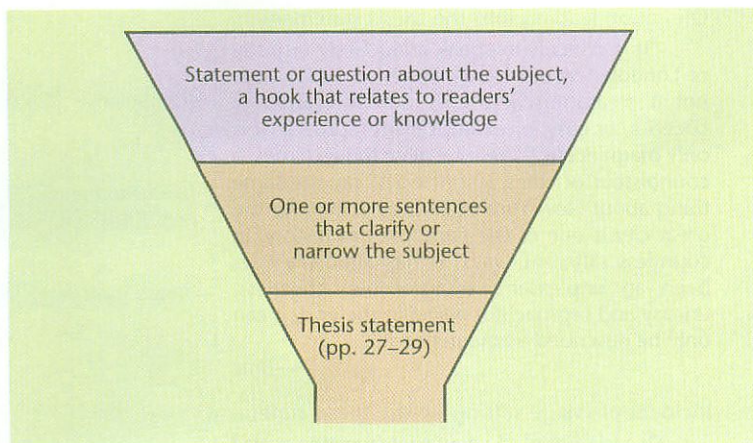 Statement or question about the subject,
a hook that relates to readers'
experience or knowledge
One or more sentences
that clarify or
narrow the subject
Thesis statement
(pp. 27–29)